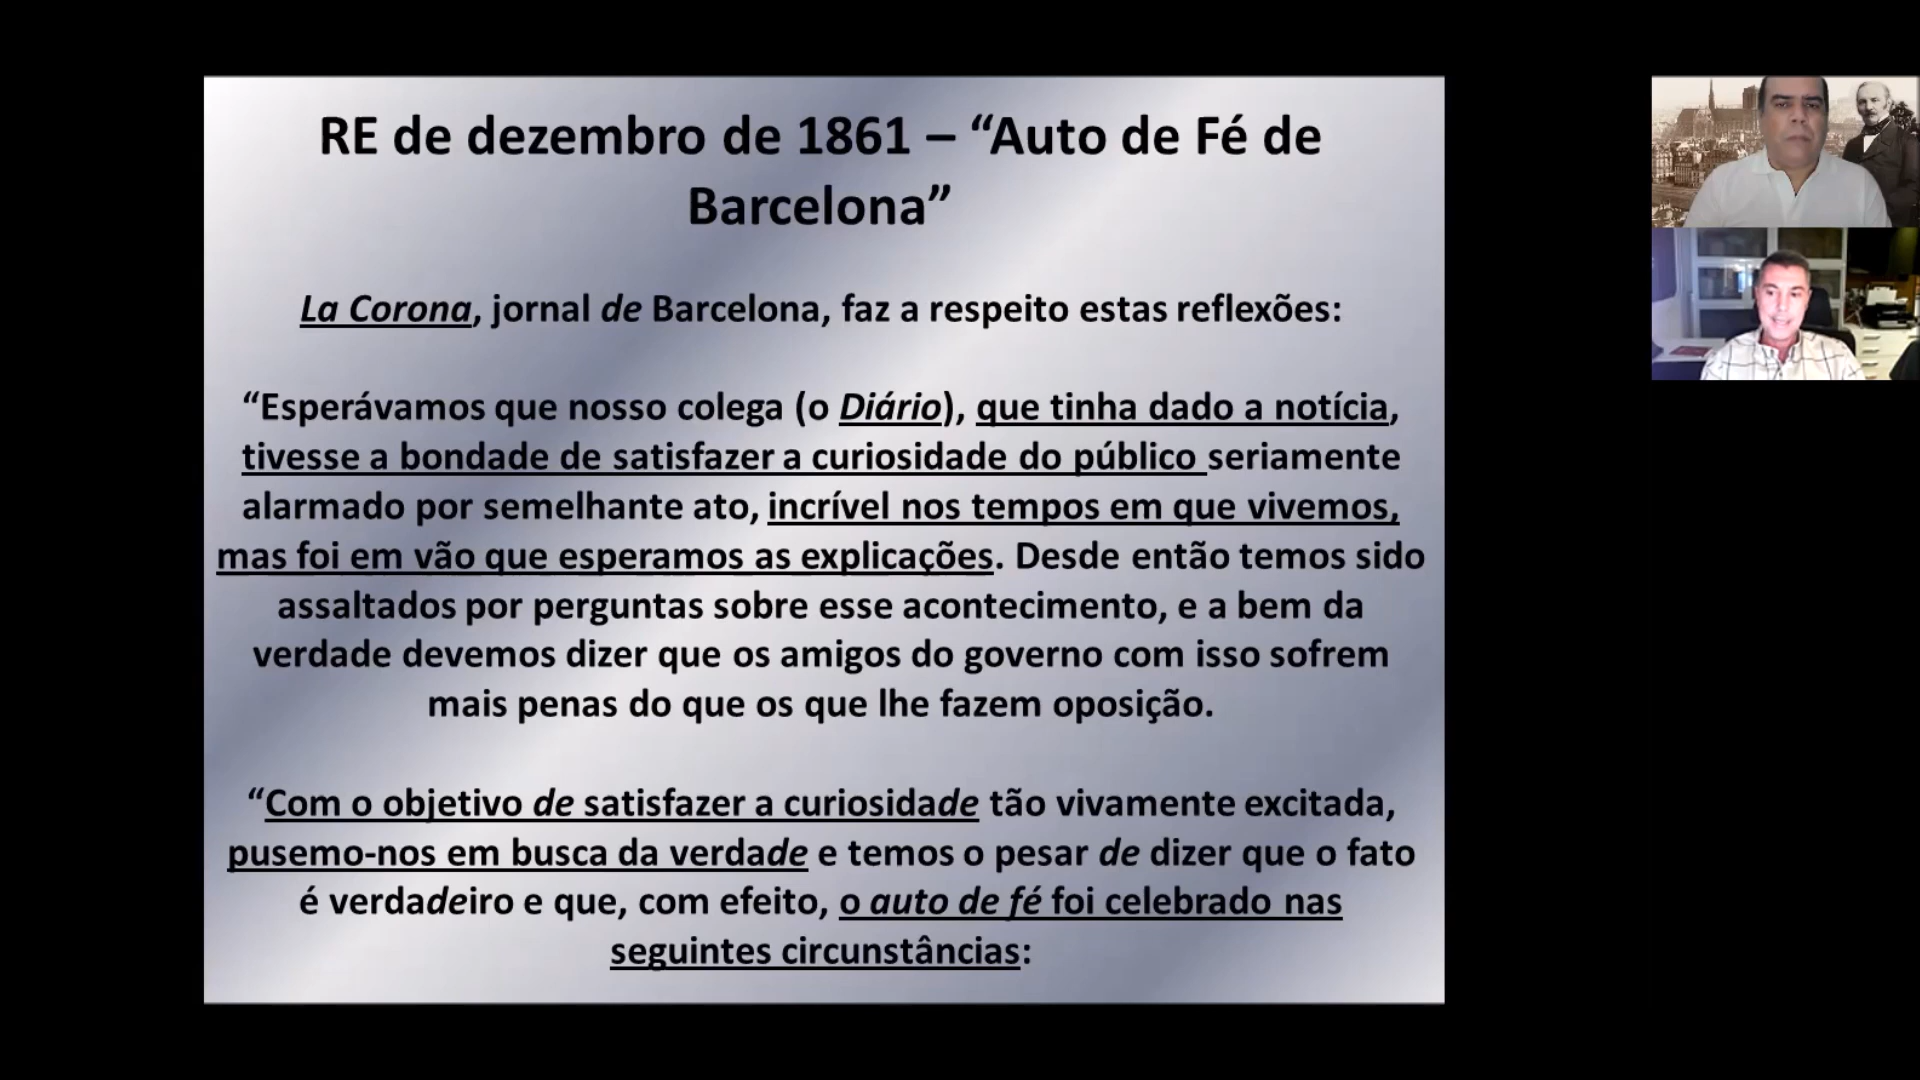 RE de dezembro de 1861 – “Auto de Fé de
Barcelona”
La Corona, jornal de Barcelona, faz a respeito estas reflexões:
“Esperávamos que nosso colega (o Diário), que tinha dado a notícia,
tivesse a bondade de satisfazer a curiosidade do público seriamente
alarmado por semelhante ato, incrível nos tempos em que vivemos,
mas foi em vão que esperamos as explicações. Desde então temos sido
assaltados por perguntas sobre esse acontecimento, e a bem da
verdade devemos dizer que os amigos do governo com isso sofrem
mais penas do que os que lhe fazem oposição.
“Com o objetivo de satisfazer a curiosidade tão vivamente excitada,
pusemo-nos em busca da verdade e temos o pesar de dizer que o fato
é verdadeiro e que, com efeito, o auto de fé foi celebrado nas
seguintes circunstâncias: